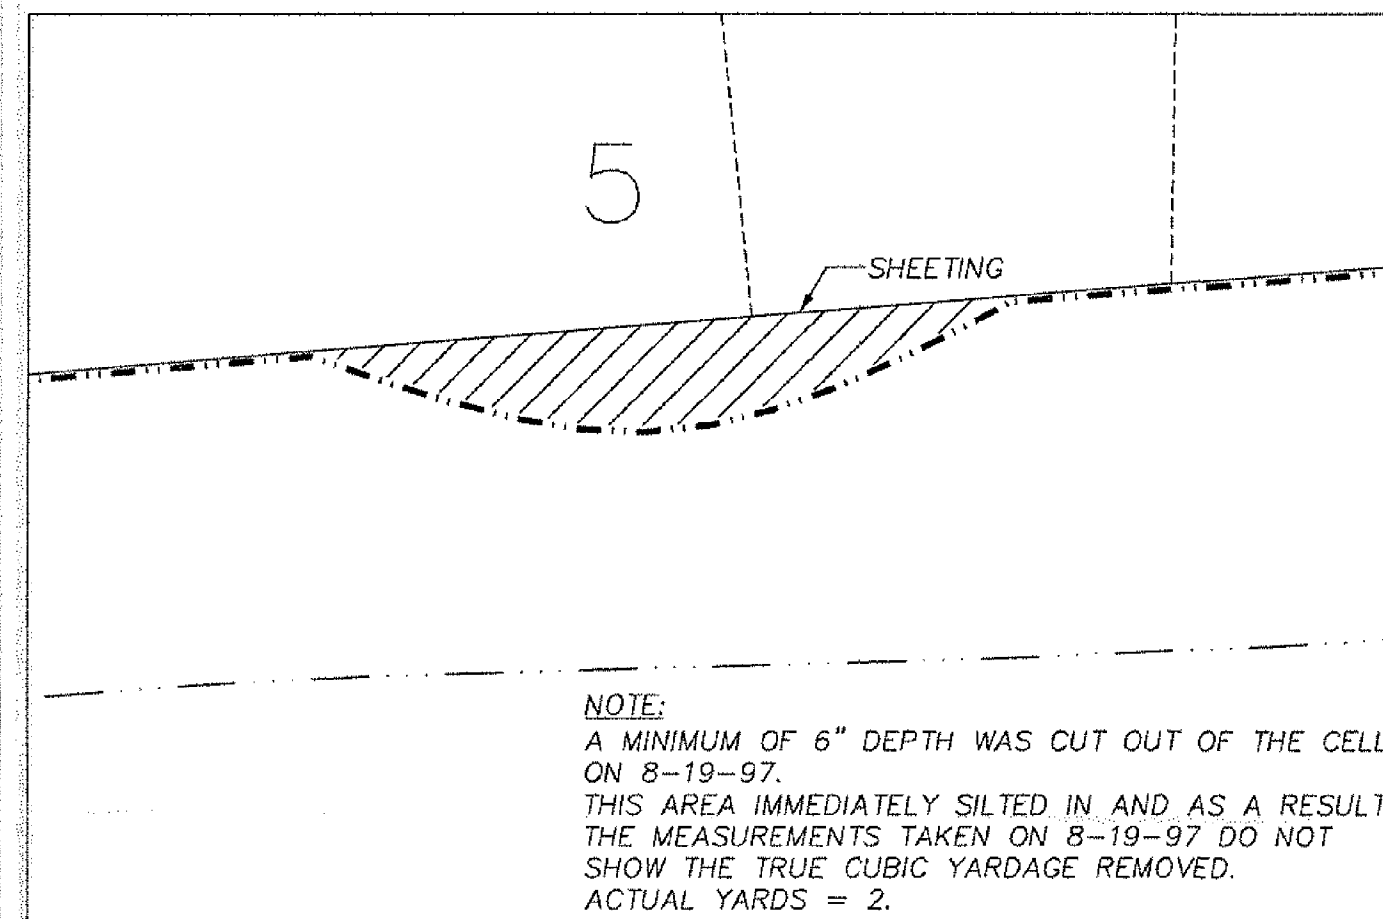 5
SHEETING
NOTE:
A MINIMUM OF 6" DEPTH WAS CUT OUT OF THE CELL
ON 8-19-97.
THIS AREA IMMEDIATELY SILTED IN AND AS A RESULT
THE MEASUREMENTS TAKEN ON 8-19-97 DO NOT
SHOW THE TRUE CUBIC YARDAGE REMOVED.
ACTUAL YARDS = 2.